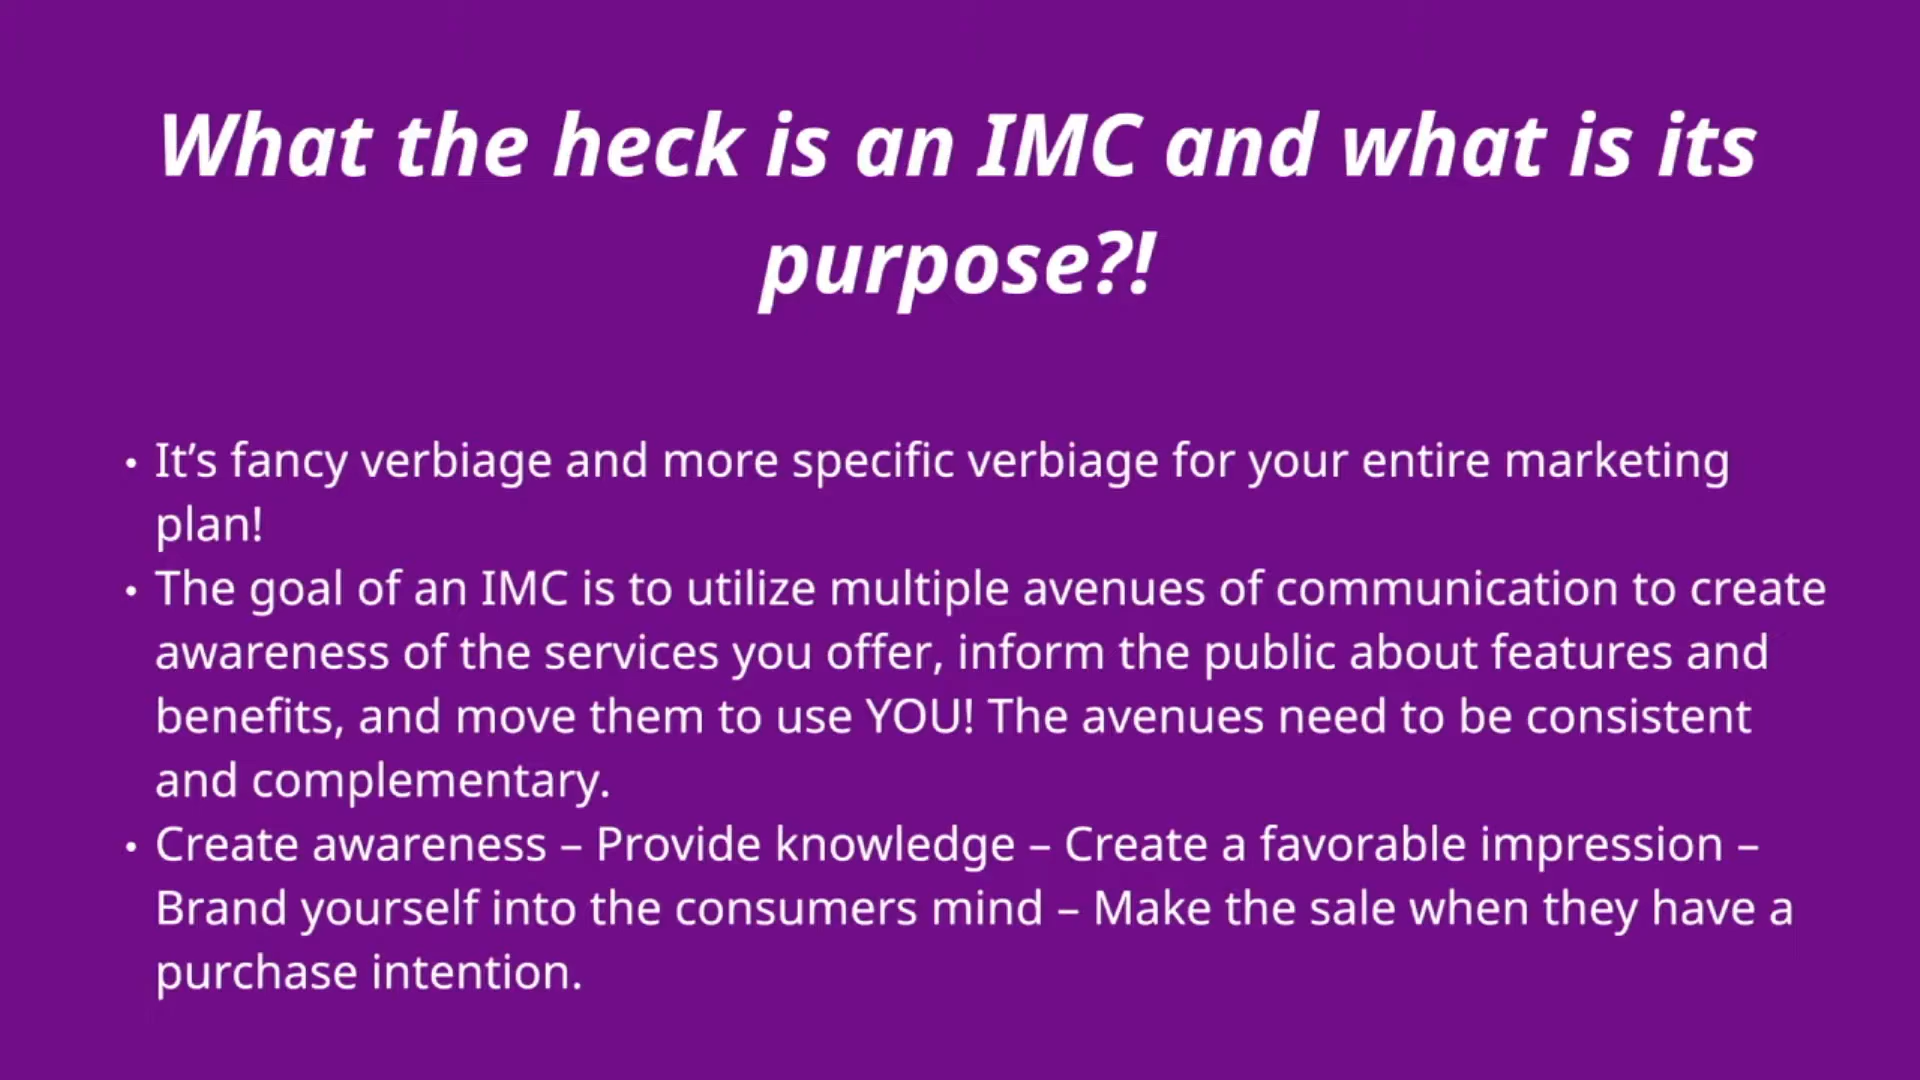 What the heck is an IMC and what is its
purpose?!
• It’s fancy verbiage and more specific verbiage for your entire marketing
plan!
• The goal of an IMC is to utilize multiple avenues of communication to create
awareness of the services you offer, inform the public about features and
benefits, and move them to use YOU! The avenues need to be consistent
and complementary.
• Create awareness – Provide knowledge – Create a favorable impression –
Brand yourself into the consumers mind – Make the sale when they have a
purchase intention.